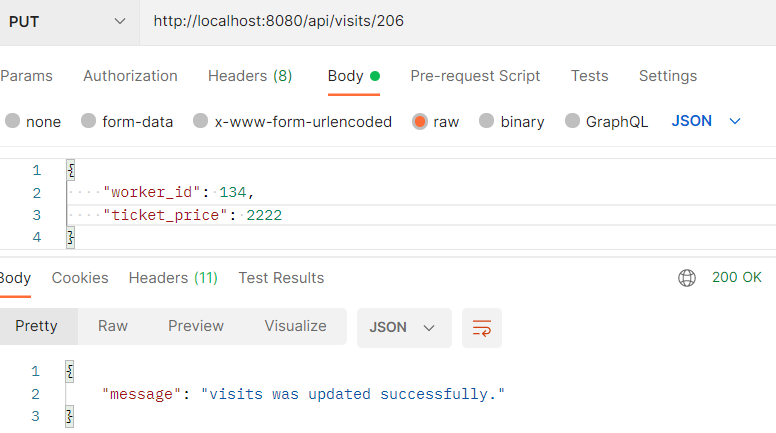 PUT http://localhost:8080/api/visits/206
Params Authorization Headers (8) Body Pre-request Script Tests Settings
none form-data x-www-form-urlencoded raw binary GraphQL JSON
1 {
2 "worker_id": 134,
3 "ticket_price": 2222
4 }
Body Cookies Headers (11) Test Results 200 OK
Pretty Raw Preview Visualize JSON
1 {
2 "message": "visits was updated successfully."
3 }